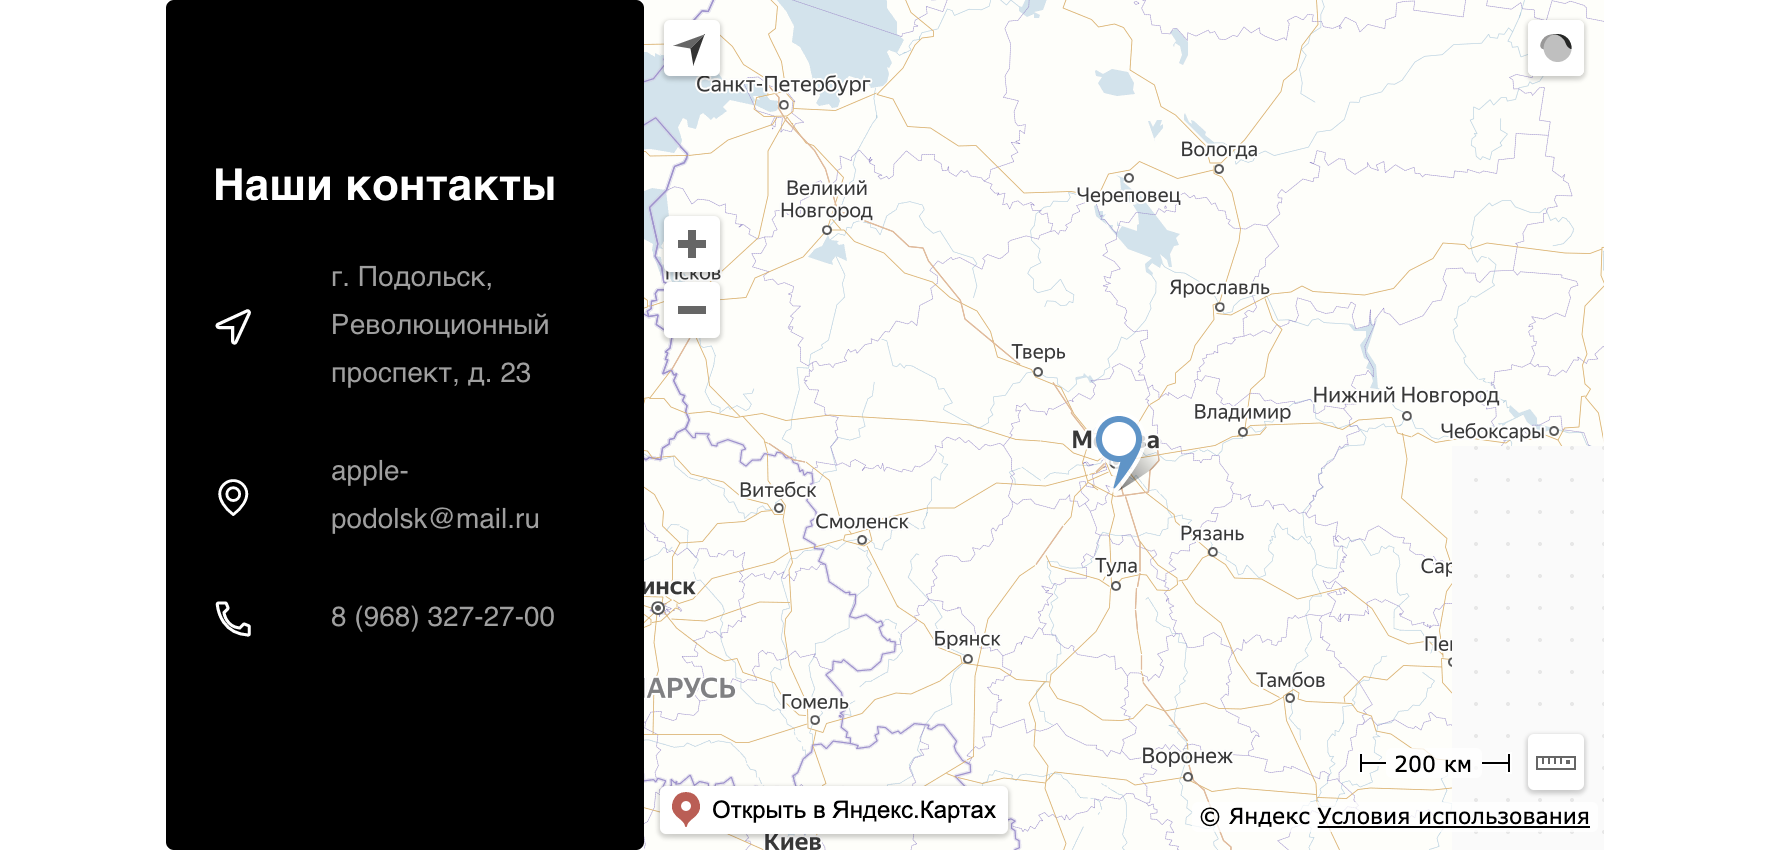 Наши контакты
г. Подольск,
Революционный
проспект, д. 23
apple-
podolsk@mail.ru
8 (968) 327-27-00
Санкт-Петербург
Вологда
Череповец
Великий
Новгород
Псков
Ярославль
Тверь
Нижний Новгород
Владимир
Чебоксары
М а
Витебск
Смоленск
Рязань
Тула
Сар
инск
Брянск
Пе
Тамбов
АРУСЬ
Гомель
Воронеж
200 км
Открыть в Яндекс.Картах
© Яндекс Условия использования
Киев